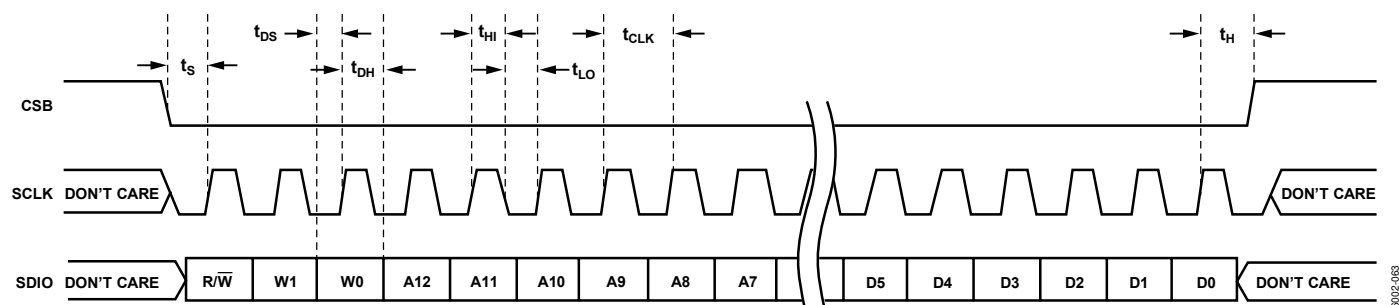 tDS tHI tCLK tH
tS tDH tLO
CSB
SCLK DON'T CARE DON'T CARE
SDIO DON'T CARE R/W̅ W1 W0 A12 A11 A10 A9 A8 A7 D5 D4 D3 D2 D1 D0 DON'T CARE